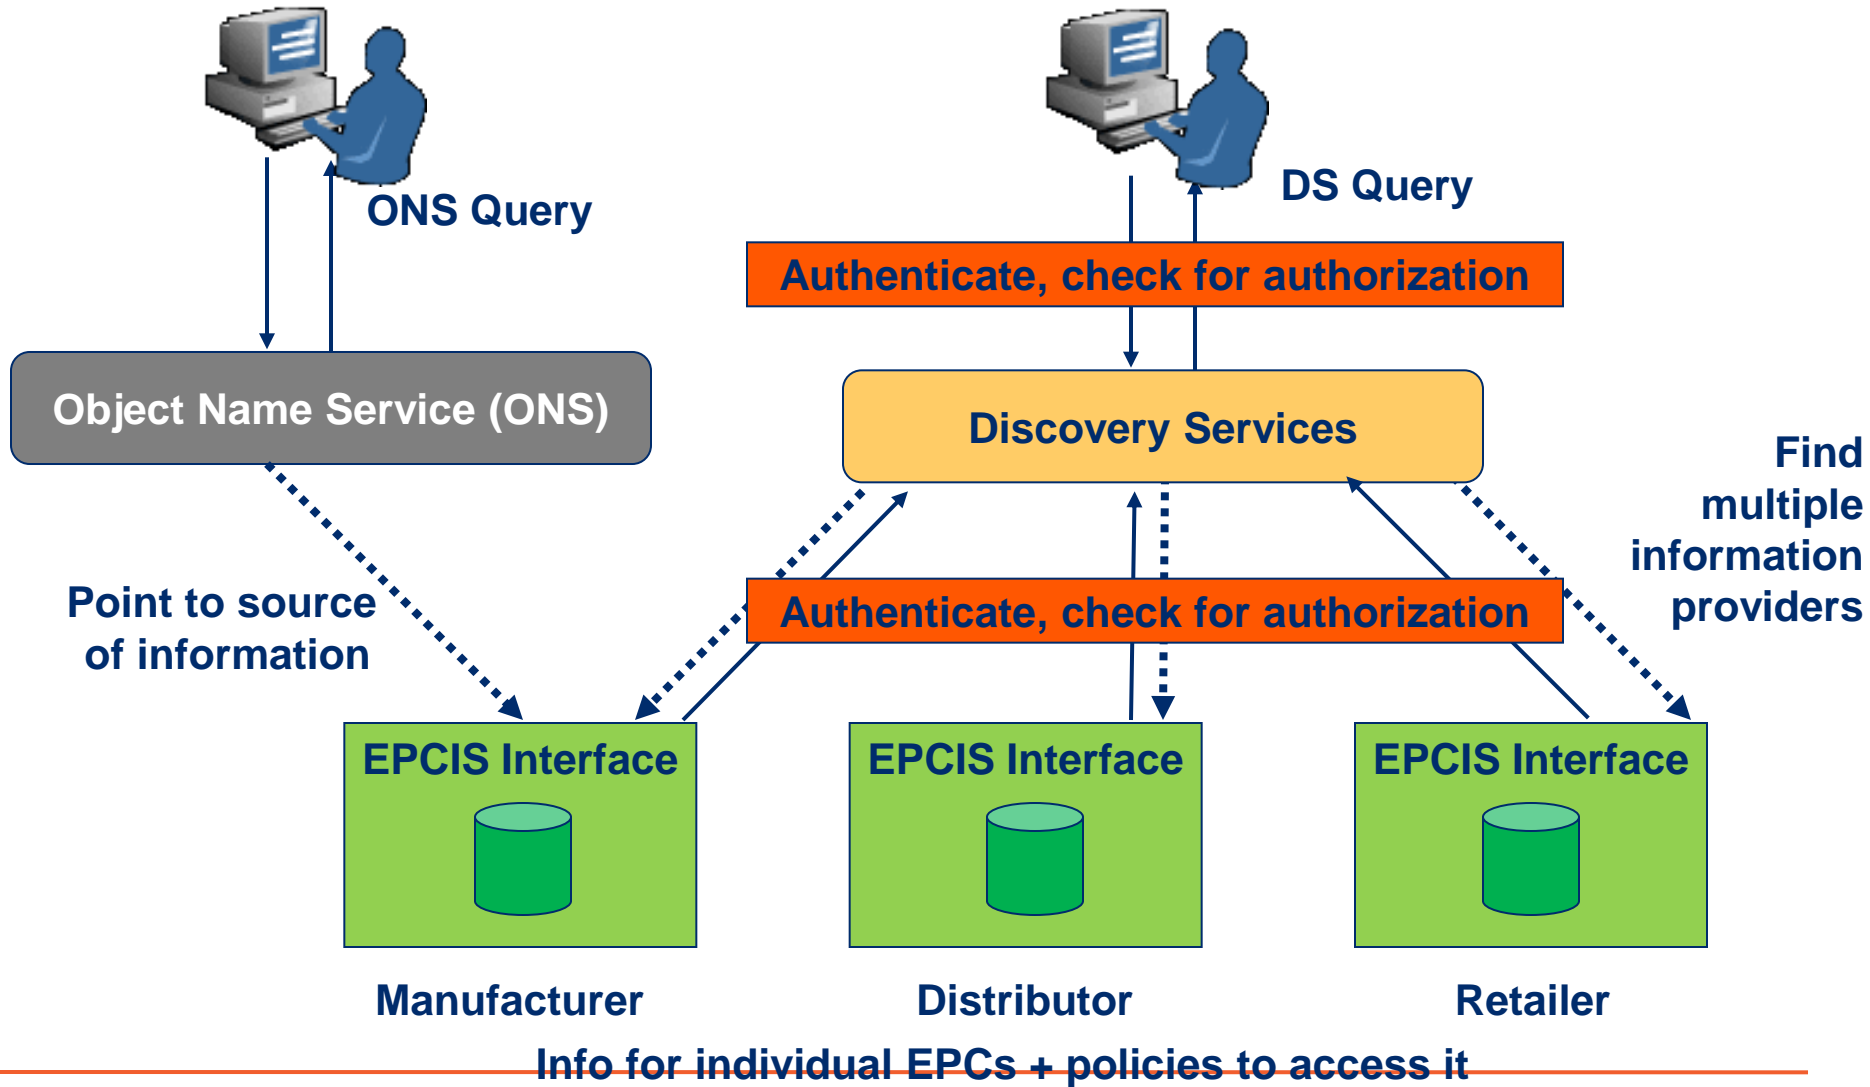 ONS Query
DS Query
Authenticate, check for authorization
Object Name Service (ONS)
Discovery Services
Find
multiple
information
providers
Point to source
of information
Authenticate, check for authorization
EPCIS Interface
EPCIS Interface
EPCIS Interface
Manufacturer
Distributor
Retailer
Info for individual EPCs + policies to access it